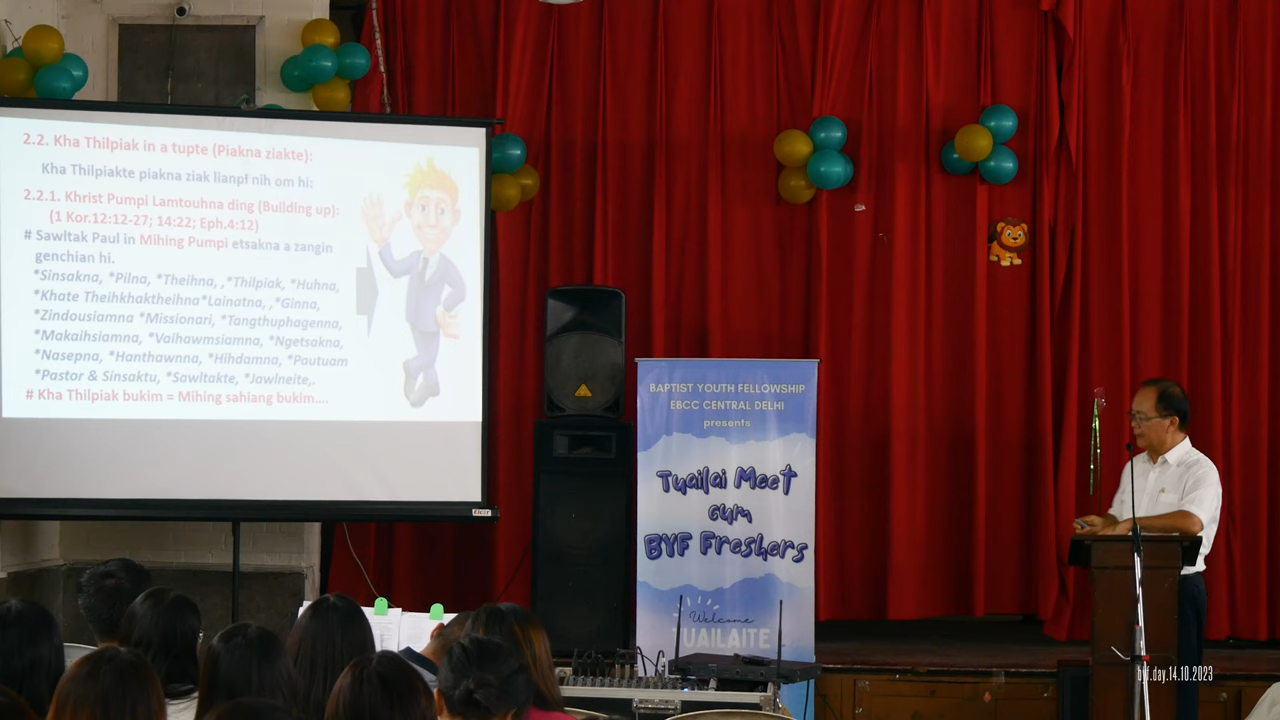 2.2. Kha Thilpiak in a tupte (Piakna ziakte):
Kha Thilpiakte piakna ziak lianpi nih om hi:
2.2.1. Khrist Pumpi Lamtouhna ding (Building up):
(1 Kor.12:12-27; 14:22; Eph.4:12)
# Sawltak Paul in Mihing Pumpi etsakna a zangin
genchian hi.
*Sinsakna, *Pilna, *Theihna, ,*Thilpiak, *Huhna,
*Khate Theihkhaktheihna*Lainatna, ,*Ginna,
*Zindousiamna *Missionari, *Tangthuphagenna,
*Makaihsiamna, *Vaihawmsiamna, *Ngetsakna,
*Nasepna, *Hanthawnna, *Hihdamna, *Pautuam
*Pastor & Sinsaktu, *Sawltakte, *Jawlneite,.
# Kha Thilpiak bukim = Mihing sahiang bukim....
BAPTIST YOUTH FELLOWSHIP
EBCC CENTRAL DELHI
presents
Tuailai Meet
cum
BYF Freshers
Welcome
TUAILAITE
byf.day.14.10.2023